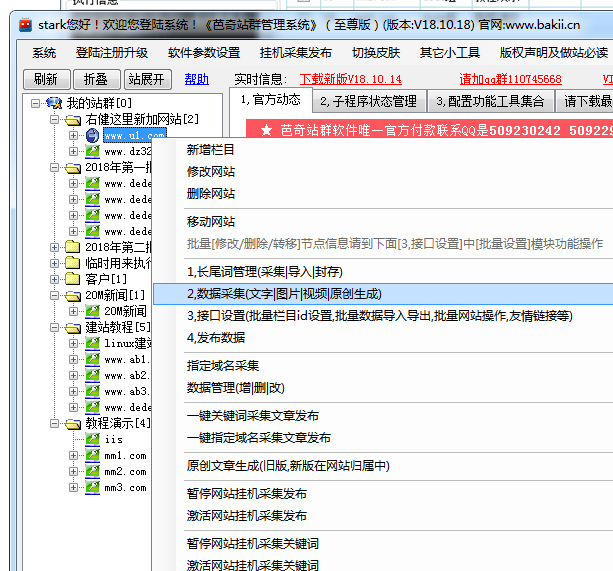 执行信息
stark您好！欢迎您登陆系统！《芭奇站群管理系统》（至尊版）(版本:V18.10.18) 官网:www.bakii.cn
系统 登陆注册升级 软件参数设置 挂机采集发布 切换皮肤 其它小工具 版权声明及做站必读
刷新 折叠 站展开 帮助 实时信息: 下载新版V18.10.14 请加qq群110745668 VI
1,官方动态 2,子程序状态管理 3,配置功能工具集合 请下载最
★ 芭奇站群软件唯一官方付款联系QQ是509230242 50922
我的站群[0]
右健这里新加网站[2]
www.u1.com
www.dz32
2018年第一批
www.dede
www.dede
www.dede
www.dede
2018年第二批
临时用来执行
客户[1]
20M新闻[1]
20M新闻
建站教程[5]
linux建站
www.ab1.
www.ab2.
www.ab3.
www.dede
教程演示[4]
iis
mm1.com
mm2.com
mm3.com
新增栏目
修改网站
删除网站
移动网站
批量[修改/删除/转移]节点信息请到下面[3,接口设置]中[批量设置]模块功能操作
1,长尾词管理(采集|导入|封存)
2,数据采集(文字|图片|视频|原创生成)
3,接口设置(批量栏目id设置,批量数据导入导出,批量网站操作,友情链接等)
4,发布数据
指定域名采集
数据管理(增|删|改)
一键关键词采集文章发布
一键指定域名采集文章发布
原创文章生成(旧版,新版在网站归属中)
暂停网站挂机采集发布
激活网站挂机采集发布
暂停网站挂机采集关键词
激活网站挂机采集关键词